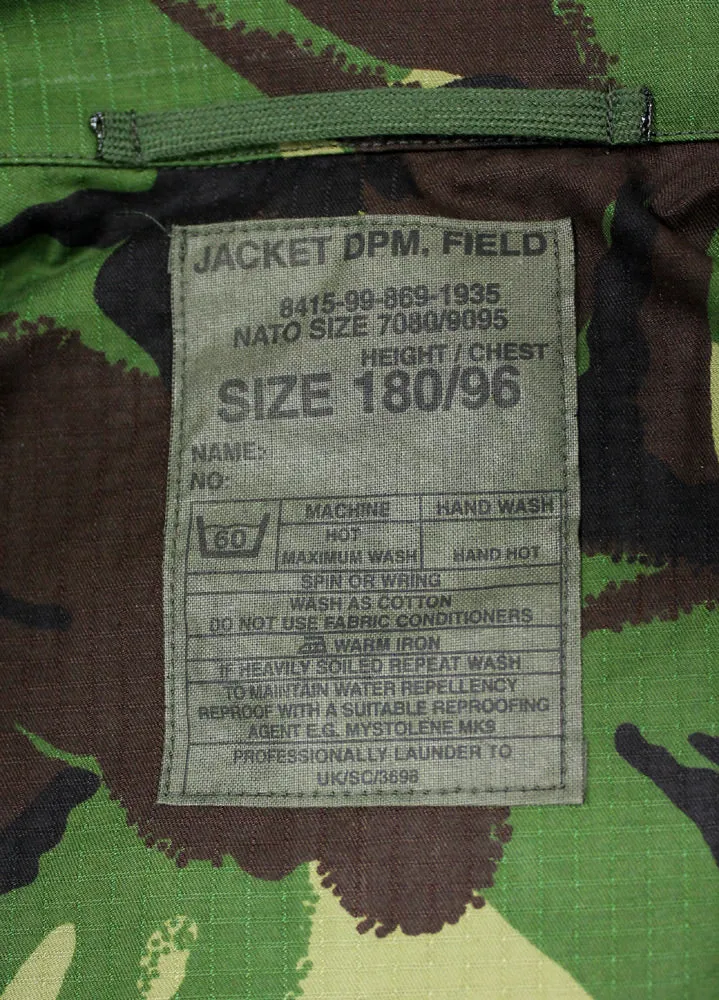 JACKET DPM. FIELD
8415-99-869-1935
NATO SIZE 7080/9095
HEIGHT / CHEST
SIZE 180/96
NAME:
NO:
60
MACHINE HAND WASH
HOT
MAXIMUM WASH HAND HOT
SPIN OR WRING
WASH AS COTTON
DO NOT USE FABRIC CONDITIONERS
WARM IRON
IF HEAVILY SOILED REPEAT WASH
TO MAINTAIN WATER REPELLENCY
REPROOF WITH A SUITABLE REPROOFING
AGENT E.G. MYSTOLENE MK8
PROFESSIONALLY LAUNDER TO
UK/SC/3698